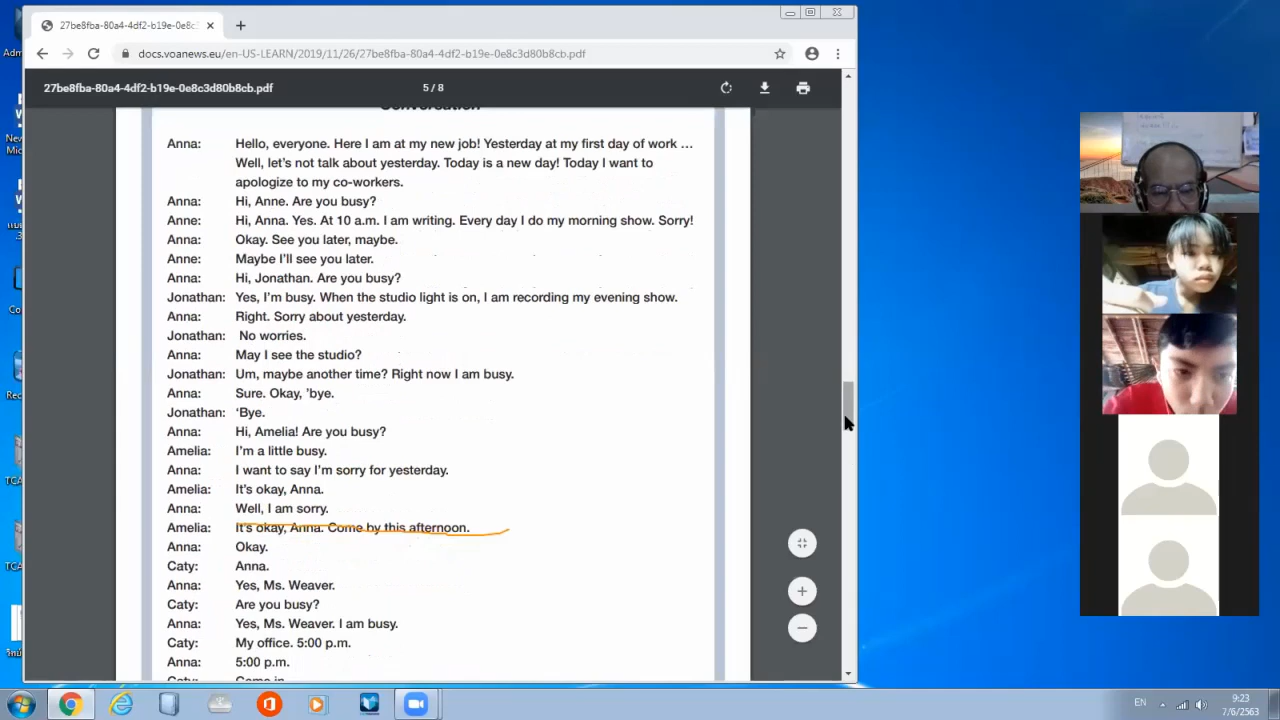 27be8fba-80a4-4df2-b19e-0e8c3
docs.voanews.eu/en-US-LEARN/2019/11/26/27be8fba-80a4-4df2-b19e-0e8c3d80b8cb.pdf
27be8fba-80a4-4df2-b19e-0e8c3d80b8cb.pdf
5 / 8
Conversation
Anna: Hello, everyone. Here I am at my new job! Yesterday at my first day of work …
Well, let's not talk about yesterday. Today is a new day! Today I want to
apologize to my co-workers.
Anna: Hi, Anne. Are you busy?
Anne: Hi, Anna. Yes. At 10 a.m. I am writing. Every day I do my morning show. Sorry!
Anna: Okay. See you later, maybe.
Anne: Maybe I'll see you later.
Anna: Hi, Jonathan. Are you busy?
Jonathan: Yes, I'm busy. When the studio light is on, I am recording my evening show.
Anna: Right. Sorry about yesterday.
Jonathan: No worries.
Anna: May I see the studio?
Jonathan: Um, maybe another time? Right now I am busy.
Anna: Sure. Okay, 'bye.
Jonathan: 'Bye.
Anna: Hi, Amelia! Are you busy?
Amelia: I'm a little busy.
Anna: I want to say I'm sorry for yesterday.
Amelia: It's okay, Anna.
Anna: Well, I am sorry.
Amelia: It's okay, Anna. Come by this afternoon.
Anna: Okay.
Caty: Anna.
Anna: Yes, Ms. Weaver.
Caty: Are you busy?
Anna: Yes, Ms. Weaver. I am busy.
Caty: My office. 5:00 p.m.
Anna: 5:00 p.m.
Caty: Come in.
EN
9:23
7/6/2563